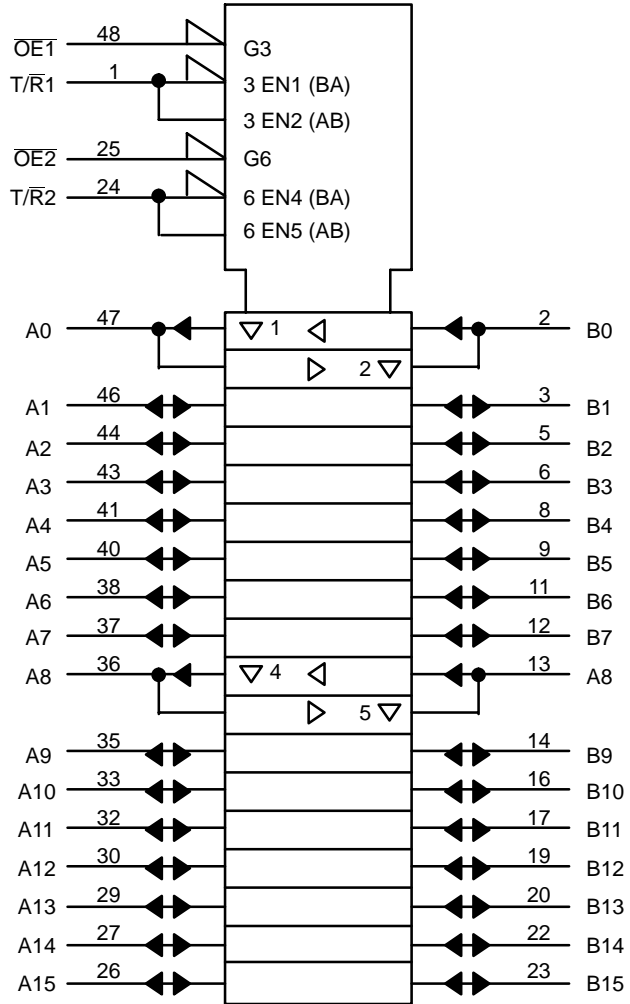 O̅E̅1̅ 48 G3
T/R̅1 1 3 EN1 (BA)
3 EN2 (AB)
O̅E̅2̅ 25 G6
T/R̅2 24 6 EN4 (BA)
6 EN5 (AB)
A0 47 1 2 B0
2
A1 46 3 B1
A2 44 5 B2
A3 43 6 B3
A4 41 8 B4
A5 40 9 B5
A6 38 11 B6
A7 37 12 B7
A8 36 4 13 A8
5
A9 35 14 B9
A10 33 16 B10
A11 32 17 B11
A12 30 19 B12
A13 29 20 B13
A14 27 22 B14
A15 26 23 B15